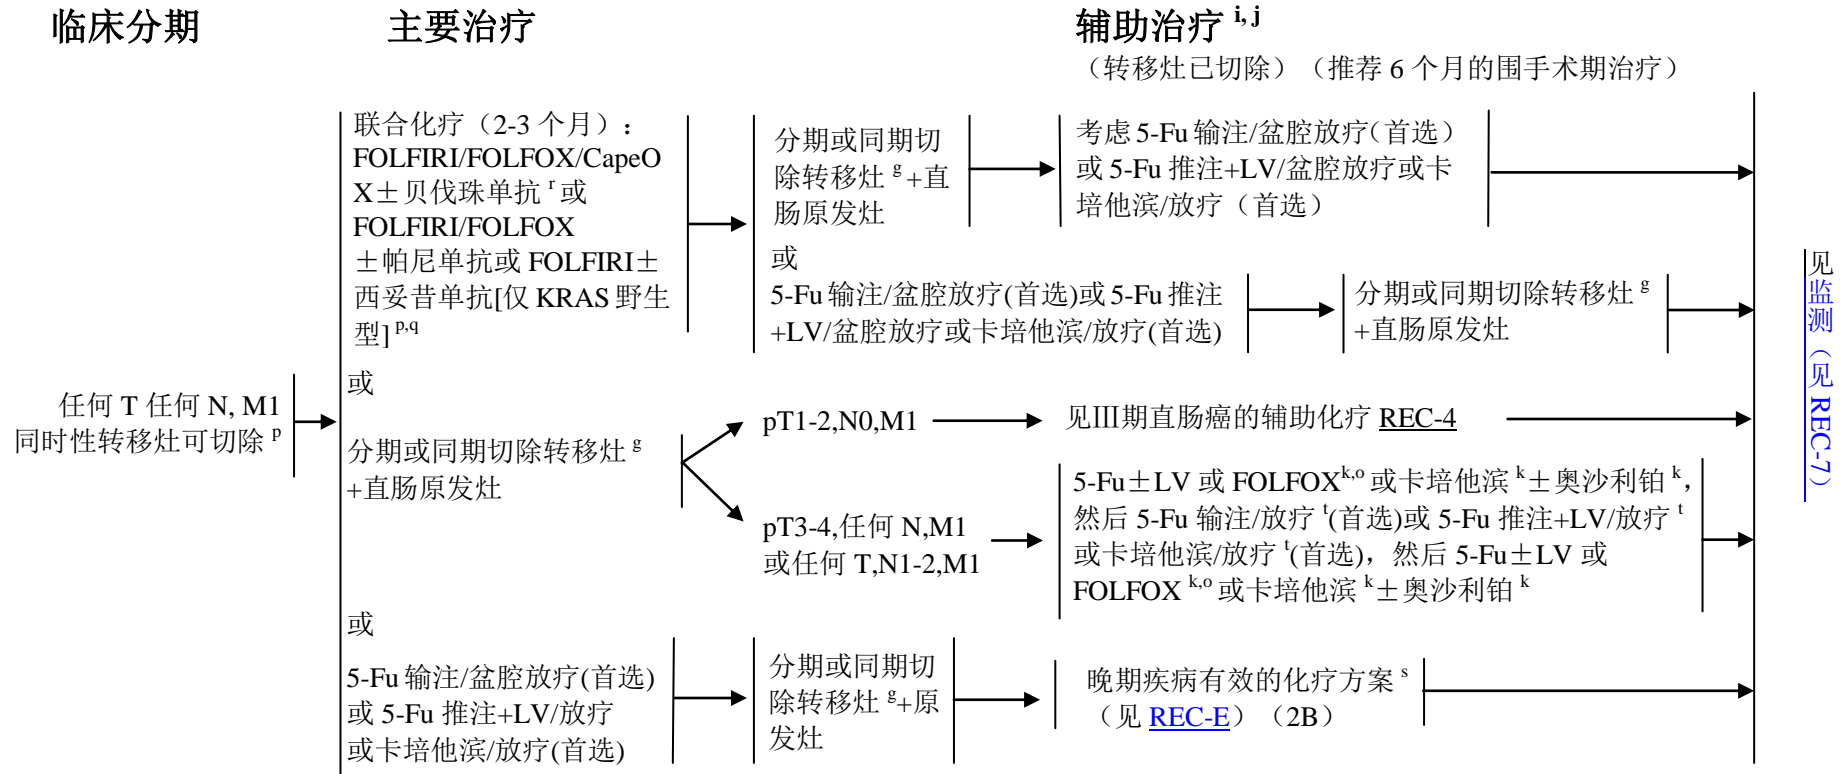 临床分期
主要治疗
辅助治疗 i, j
（转移灶已切除）（推荐 6 个月的围手术期治疗）
任何 T 任何 N, M1
同时性转移灶可切除 p
联合化疗（2-3 个月）：
FOLFIRI/FOLFOX/CapeO
X±贝伐珠单抗 r 或
FOLFIRI/FOLFOX
±帕尼单抗或 FOLFIRI±
西妥昔单抗[仅 KRAS 野生
型] p,q
分期或同期切
除转移灶 g +直
肠原发灶
考虑 5-Fu 输注/盆腔放疗（首选）
或 5-Fu 推注+LV/盆腔放疗或卡
培他滨/放疗（首选）
或
5-Fu 输注/盆腔放疗(首选)或 5-Fu 推注
+LV/盆腔放疗或卡培他滨/放疗(首选)
分期或同期切除转移灶 g
+直肠原发灶
或
分期或同期切除转移灶 g
+直肠原发灶
pT1-2,N0,M1
见Ⅲ期直肠癌的辅助化疗 REC-4
pT3-4,任何 N,M1
或任何 T,N1-2,M1
5-Fu±LV 或 FOLFOXk,o 或卡培他滨 k±奥沙利铂 k，
然后 5-Fu 输注/放疗 t(首选)或 5-Fu 推注+LV/放疗 t
或卡培他滨/放疗 t(首选)，然后 5-Fu±LV 或
FOLFOX k,o 或卡培他滨 k±奥沙利铂 k
或
5-Fu 输注/盆腔放疗(首选)
或 5-Fu 推注+LV/放疗
或卡培他滨/放疗(首选)
分期或同期切
除转移灶 g+原
发灶
晚期疾病有效的化疗方案 s
（见 REC-E）（2B）
见监测（见 REC-7）